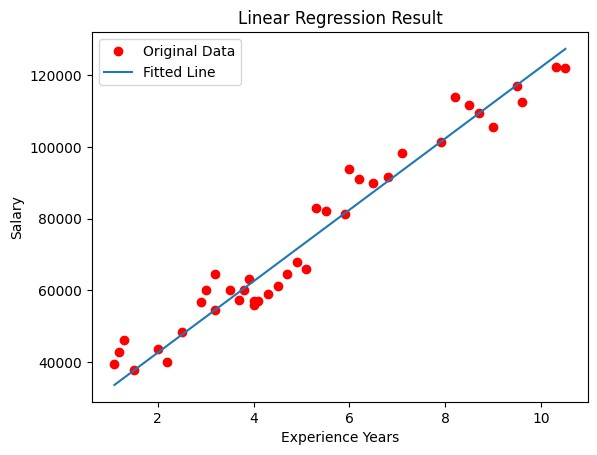 Linear Regression Result
Original Data
Fitted Line
120000
100000
80000
60000
40000
Salary
2
4
6
8
10
Experience Years